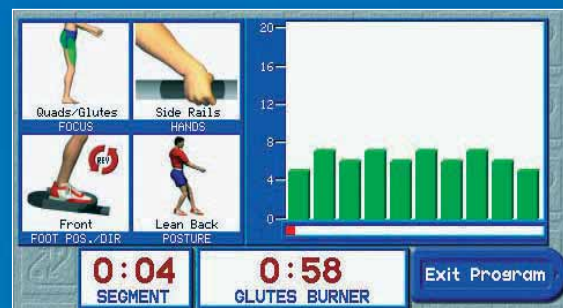 Quads/Glutes
FOCUS
Side Rails
HANDS
REV
Front
FOOT POS./DIR
Lean Back
POSTURE
20
16
12
8
4
0
0:04
SEGMENT
0:58
GLUTES BURNER
Exit Program